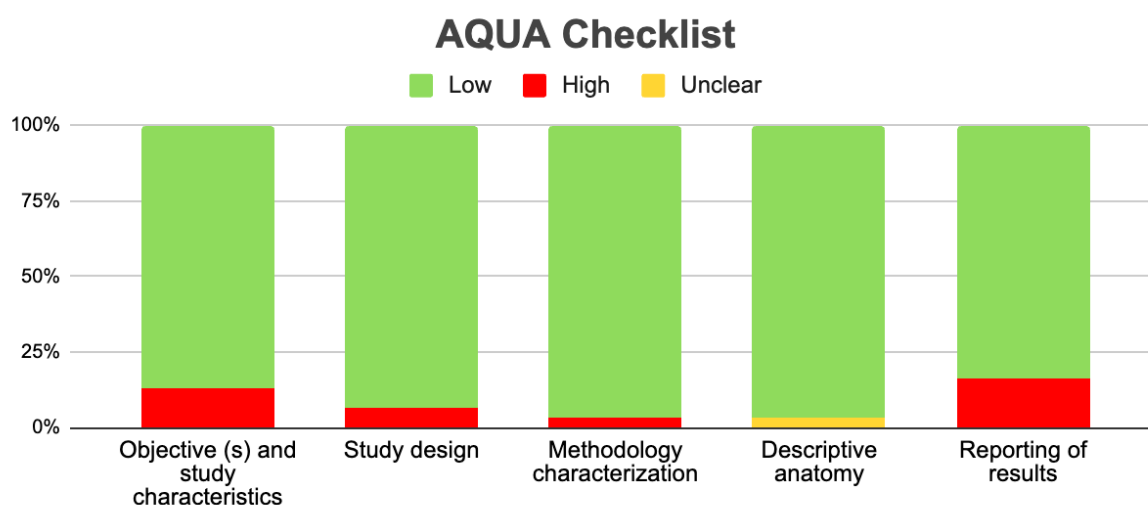 AQUA Checklist
Low High Unclear
100%
75%
50%
25%
0%
Objective (s) and
study
characteristics
Study design
Methodology
characterization
Descriptive
anatomy
Reporting of
results